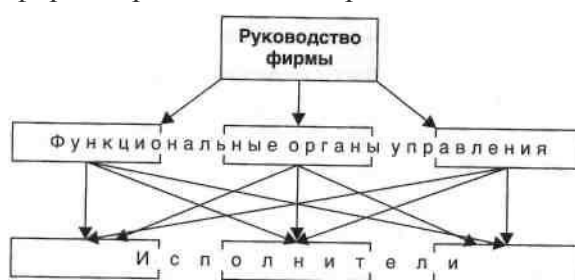 Руководство
фирмы
Функциональные органы управления
Исполнители